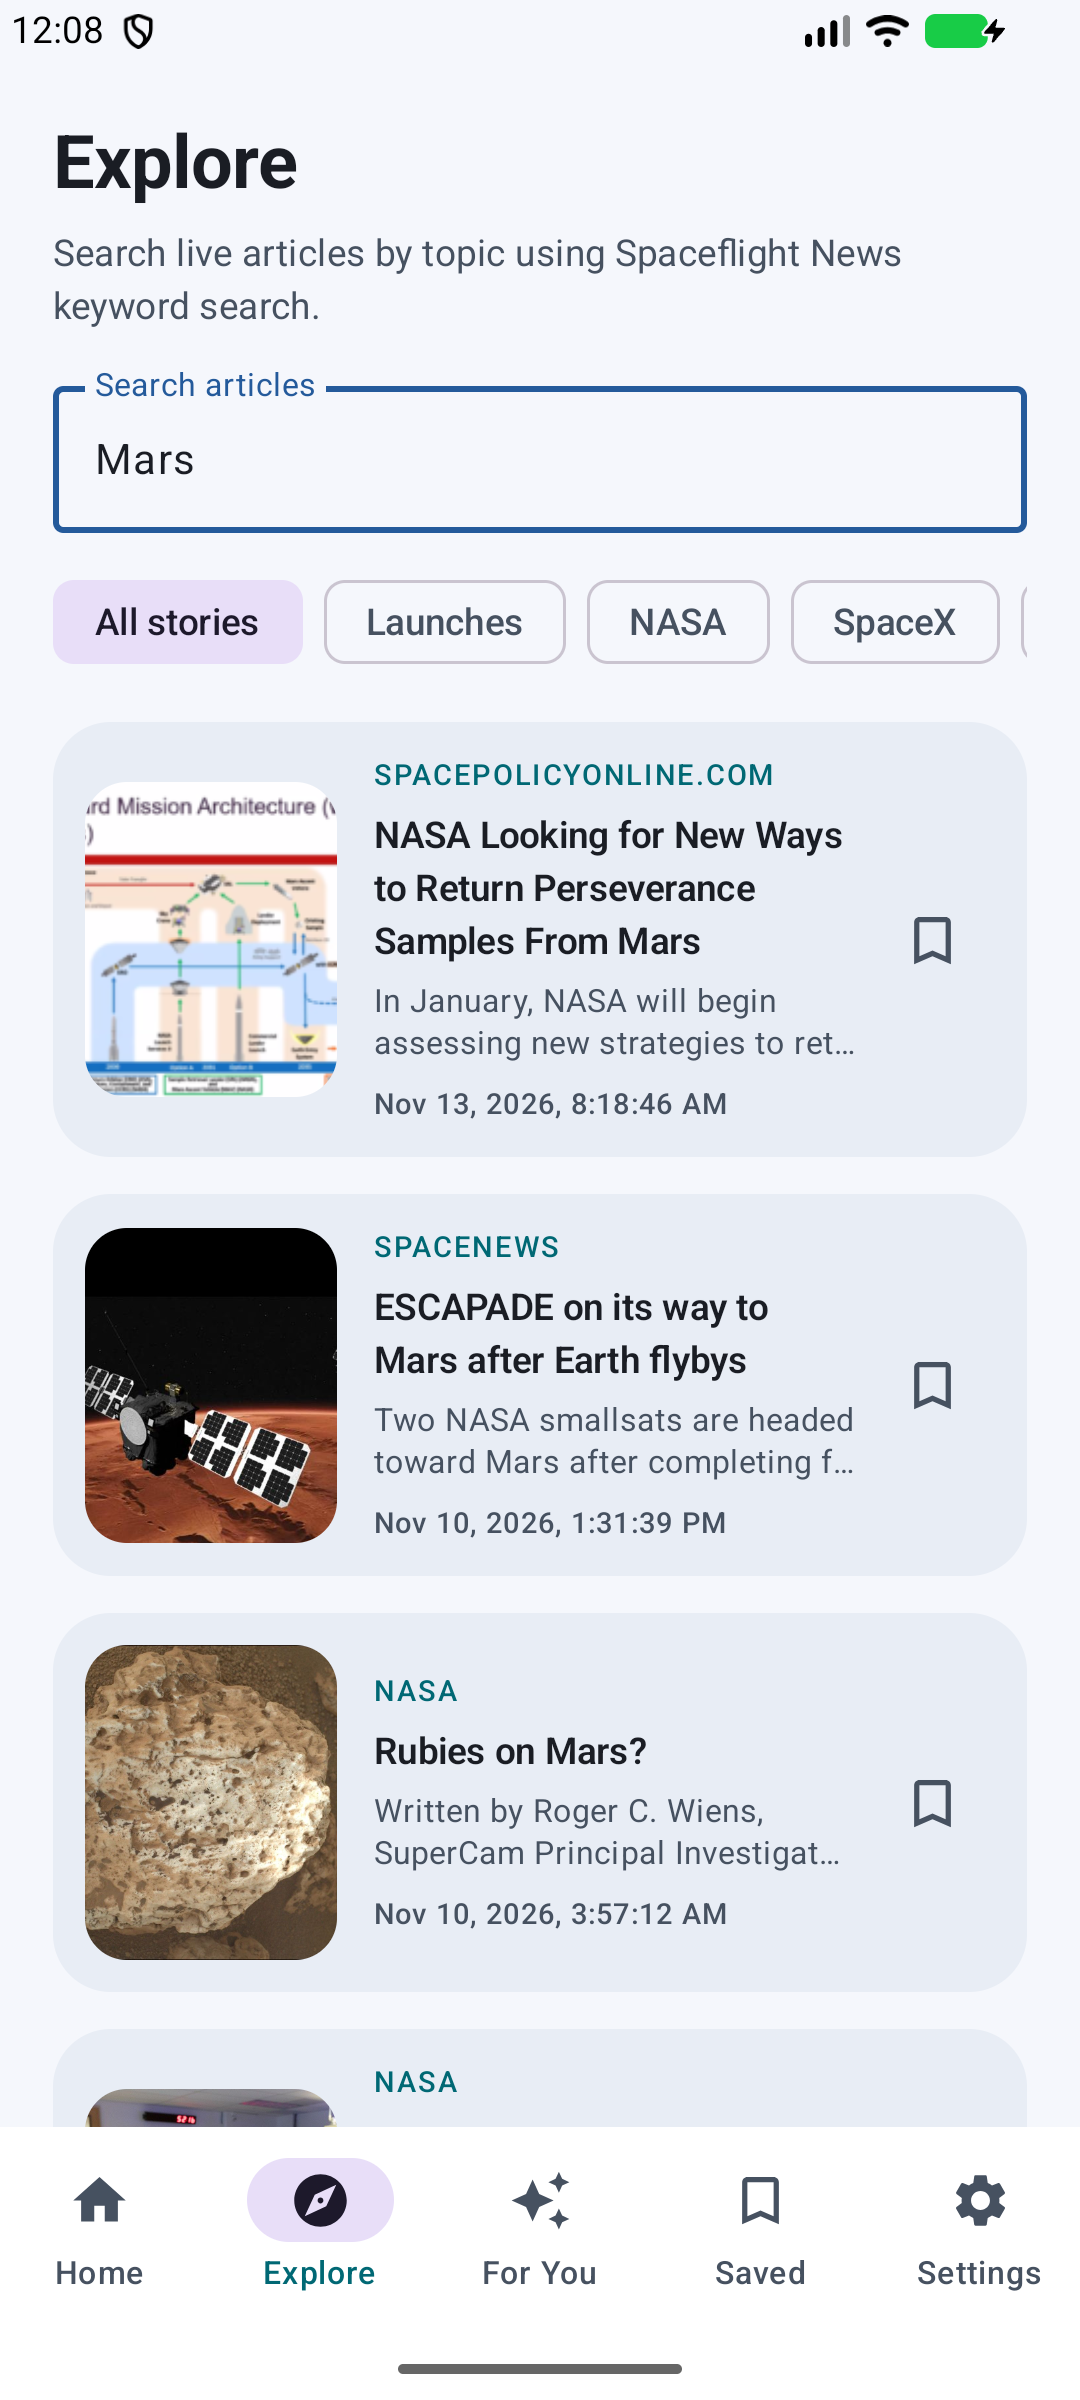 12:08
Explore
Search live articles by topic using Spaceflight News
keyword search.
Search articles
Mars
All stories
Launches
NASA
SpaceX
SPACEPOLICYONLINE.COM
NASA Looking for New Ways
to Return Perseverance
Samples From Mars
In January, NASA will begin
assessing new strategies to ret…
Nov 13, 2026, 8:18:46 AM
rd Mission Architecture (
SPACENEWS
ESCAPADE on its way to
Mars after Earth flybys
Two NASA smallsats are headed
toward Mars after completing f…
Nov 10, 2026, 1:31:39 PM
NASA
Rubies on Mars?
Written by Roger C. Wiens,
SuperCam Principal Investigat…
Nov 10, 2026, 3:57:12 AM
NASA
Home
Explore
For You
Saved
Settings